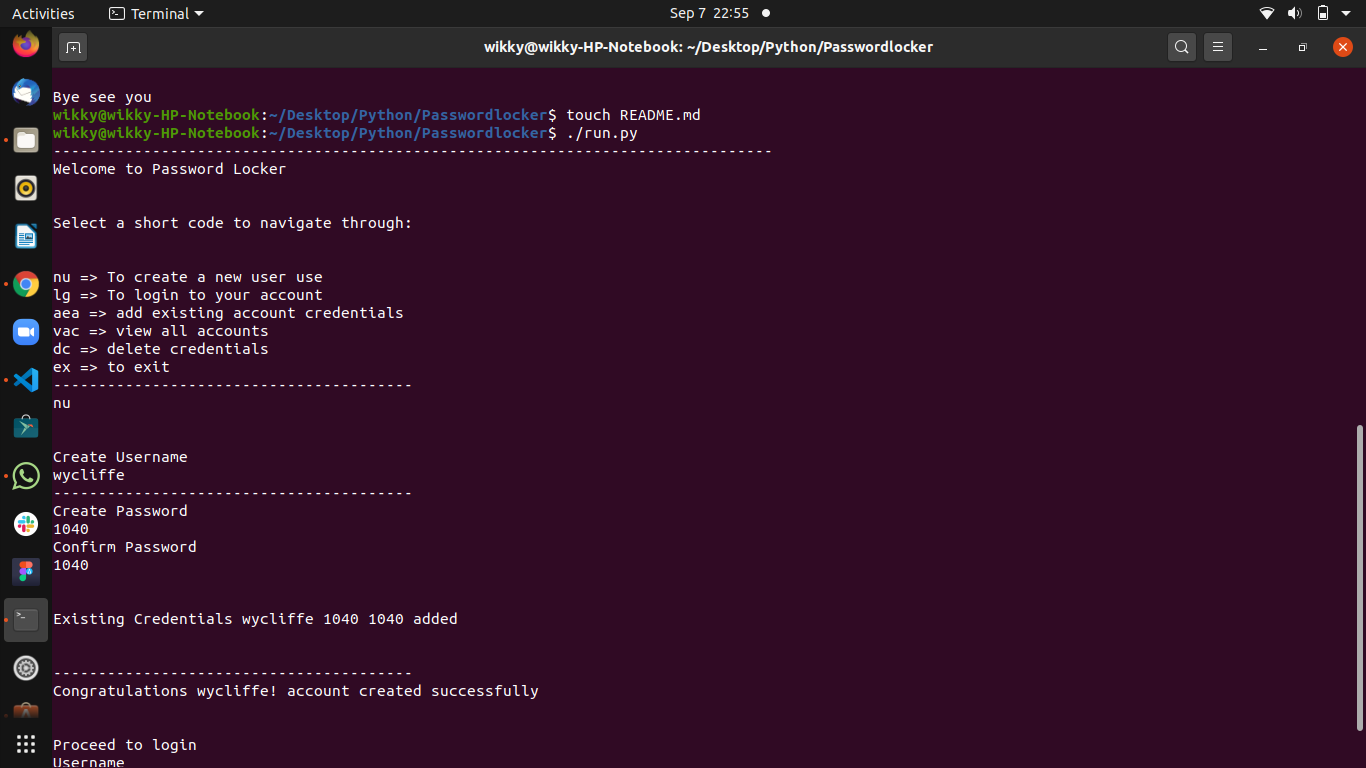 Activities
Terminal
Sep 7 22:55
wikky@wikky-HP-Notebook: ~/Desktop/Python/Passwordlocker
Bye see you
wikky@wikky-HP-Notebook:~/Desktop/Python/Passwordlocker$ touch README.md
wikky@wikky-HP-Notebook:~/Desktop/Python/Passwordlocker$ ./run.py
--------------------------------------------------------------------------------
Welcome to Password Locker
Select a short code to navigate through:
nu => To create a new user use
lg => To login to your account
aea => add existing account credentials
vac => view all accounts
dc => delete credentials
ex => to exit
----------------------------------------
nu
Create Username
wycliffe
----------------------------------------
Create Password
1040
Confirm Password
1040
Existing Credentials wycliffe 1040 1040 added
----------------------------------------
Congratulations wycliffe! account created successfully
Proceed to login
Username